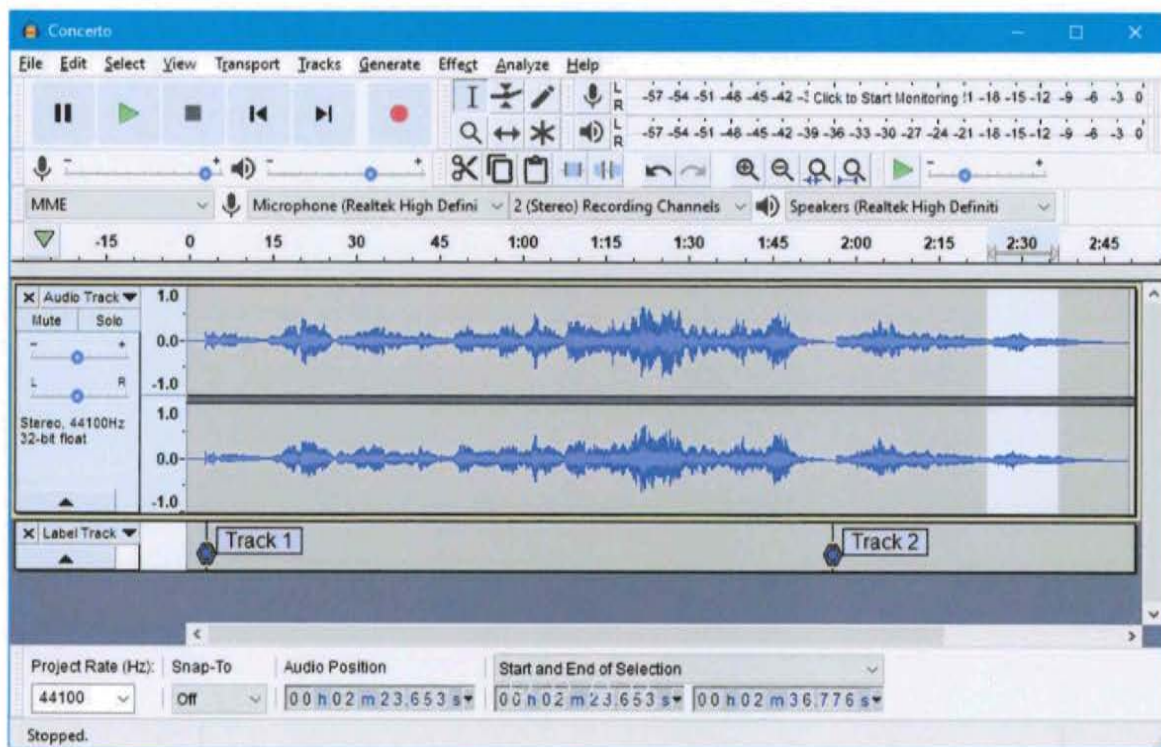 Concerto
File Edit Select View Transport Tracks Generate Effect Analyze Help
L
R
-57 -54 -51 -48 -45 -42 -3 Click to Start Monitoring !1 -18 -15 -12 -9 -6 -3 0
L
R
-57 -54 -51 -48 -45 -42 -39 -36 -33 -30 -27 -24 -21 -18 -15 -12 -9 -6 -3 0
- + - + - +
MME Microphone (Realtek High Defini 2 (Stereo) Recording Channels Speakers (Realtek High Definiti
-15 0 15 30 45 1:00 1:15 1:30 1:45 2:00 2:15 2:30 2:45
Audio Track 1.0
Mute Solo
- + 0.0
L R -1.0
Stereo, 44100Hz 1.0
32-bit float
0.0
-1.0
Label Track
Track 1 Track 2
Project Rate (Hz): Snap-To Audio Position Start and End of Selection
44100 Off 00 h 02 m 23.653 s 00 h 02 m 23.653 s 00 h 02 m 36.776 s
Stopped.